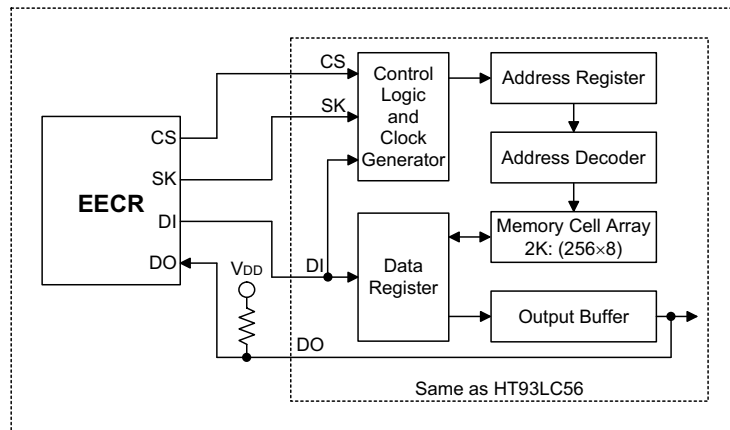 CS
SK
DI
DO
EECR
VDD
CS
SK
DI
DO
Control
Logic
and
Clock
Generator
Address Register
Address Decoder
Memory Cell Array
2K: (256×8)
Data
Register
Output Buffer
Same as HT93LC56